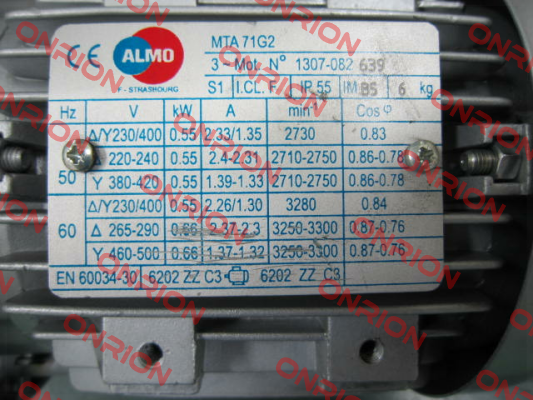 CE ALMO MTA 71G2
3 - Mot. N° 1307-082 639
F - STRASBOURG S1 I.CL. F IP 55 IM B5 6 kg
Hz V kW A min Cos φ
Δ/Y230/400 0.55 2.33/1.35 2730 0.83
50 220-240 0.55 2.4-2.31 2710-2750 0.86-0.78
Y 380-420 0.55 1.39-1.33 2710-2750 0.86-0.78
Δ/Y230/400 0.55 2.26/1.30 3280 0.84
60 Δ 265-290 0.66 2.37-2.3 3250-3300 0.87-0.76
Y 460-500 0.66 1.37-1.32 3250-3300 0.87-0.76
EN 60034-30 6202 ZZ C3 6202 ZZ C3
ONRION